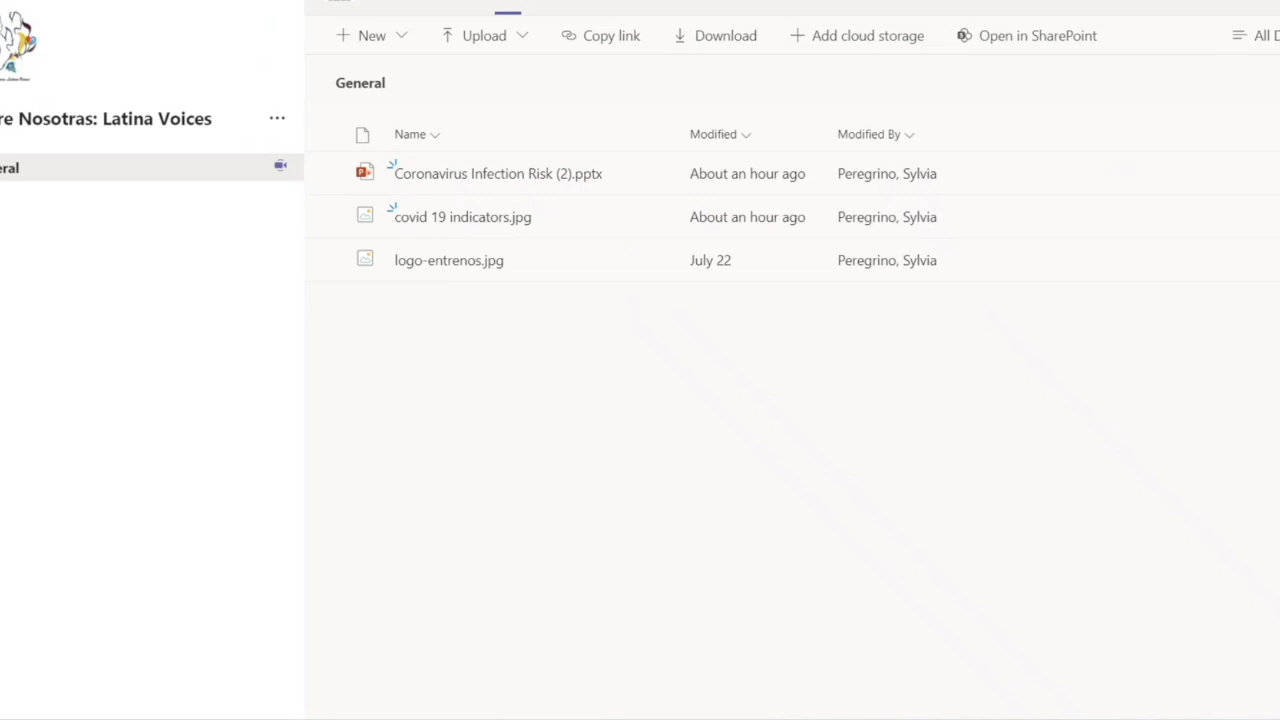 New Upload Copy link Download Add cloud storage Open in SharePoint All D
General
re Nosotras: Latina Voices
eral
Name Modified Modified By
Coronavirus Infection Risk (2).pptx About an hour ago Peregrino, Sylvia
covid 19 indicators.jpg About an hour ago Peregrino, Sylvia
logo-entrenos.jpg July 22 Peregrino, Sylvia